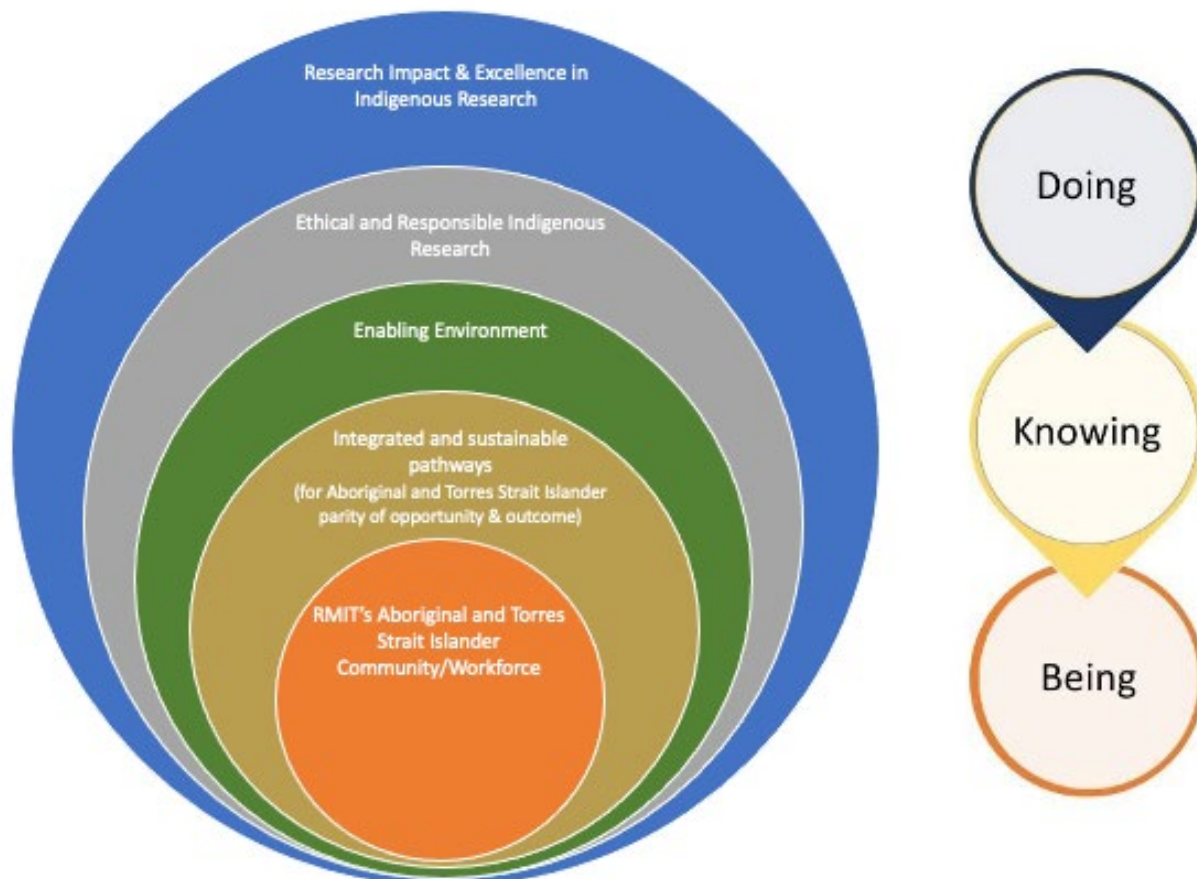 Research Impact & Excellence in
Indigenous Research
Ethical and Responsible Indigenous
Research
Enabling Environment
Integrated and sustainable
pathways
(for Aboriginal and Torres Strait Islander
parity of opportunity & outcome)
RMIT's Aboriginal and Torres
Strait Islander
Community/Workforce
Doing
Knowing
Being